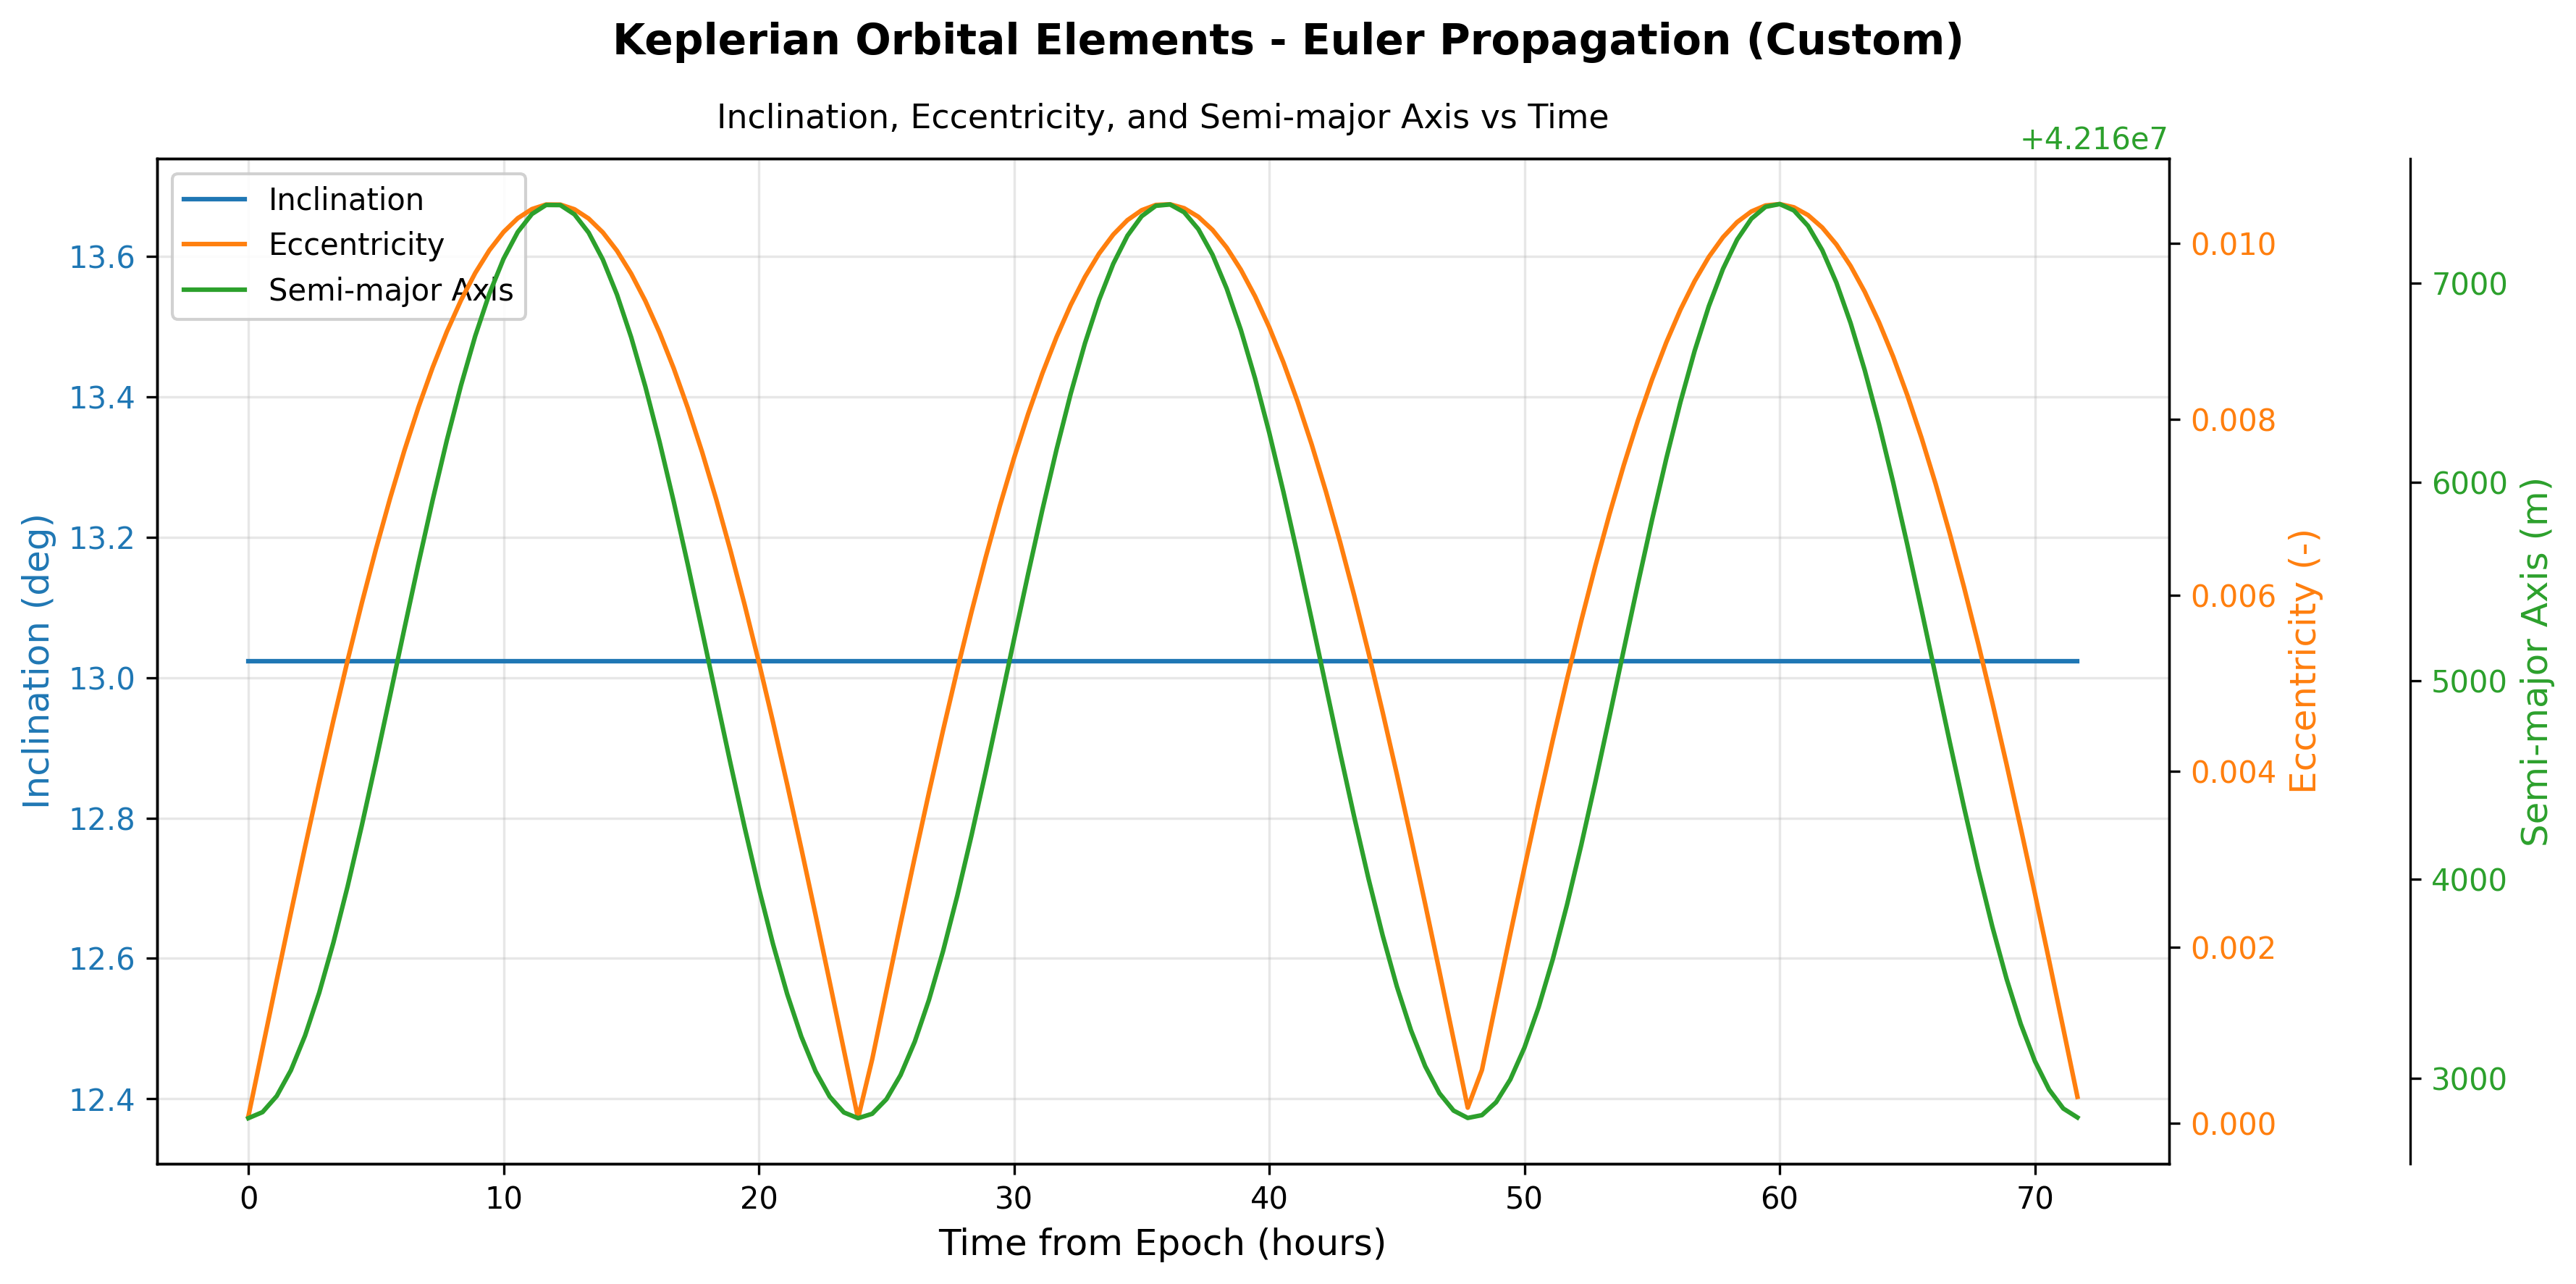 Keplerian Orbital Elements - Euler Propagation (Custom)
Inclination, Eccentricity, and Semi-major Axis vs Time
+4.216e7
Inclination
Eccentricity
Semi-major Axis
Inclination (deg)
13.6
13.4
13.2
13.0
12.8
12.6
12.4
0.010
0.008
0.006
0.004
0.002
0.000
Eccentricity (-)
7000
6000
5000
4000
3000
Semi-major Axis (m)
0 10 20 30 40 50 60 70
Time from Epoch (hours)